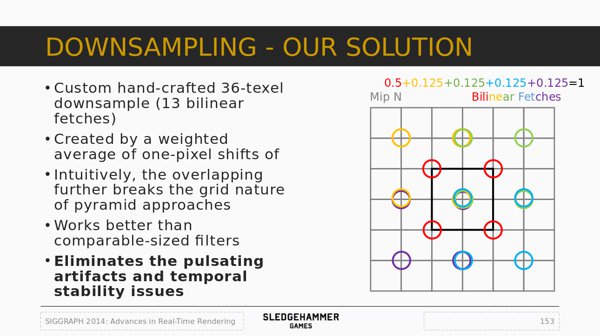 DOWNSAMPLING - OUR SOLUTION
• Custom hand-crafted 36-texel
downsample (13 bilinear
fetches)
• Created by a weighted
average of one-pixel shifts of
• Intuitively, the overlapping
further breaks the grid nature
of pyramid approaches
• Works better than
comparable-sized filters
• Eliminates the pulsating
artifacts and temporal
stability issues
0.5+0.125+0.125+0.125+0.125=1
Mip N Bilinear Fetches
SIGGRAPH 2014: Advances in Real-Time Rendering
SLEDGEHAMMER
GAMES
153